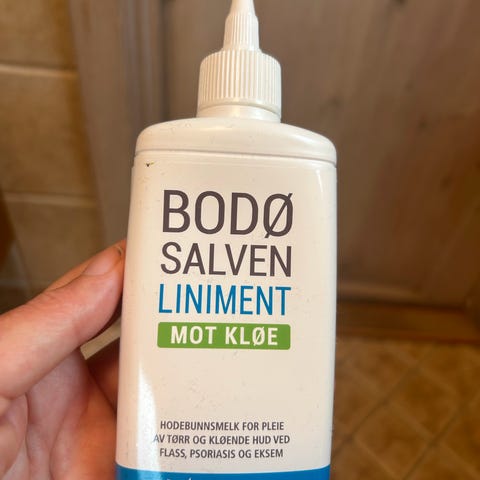 BODØ
SALVEN
LINIMENT
MOT KLØE
HODEBUNNSMELK FOR PLEIE
AV TØRR OG KLØENDE HUD VED
FLASS, PSORIASIS OG EKSEM